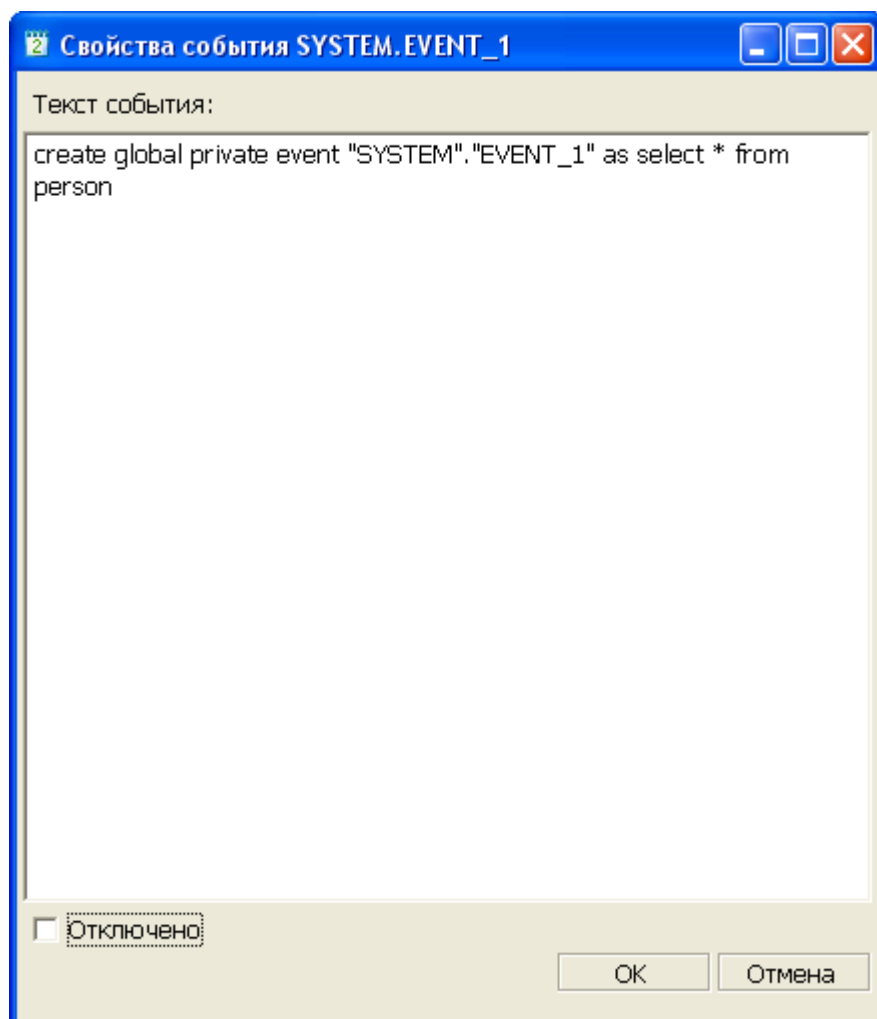 Свойства события SYSTEM.EVENT_1
Текст события:
create global private event "SYSTEM"."EVENT_1" as select * from
person
Отключено
OK Отмена